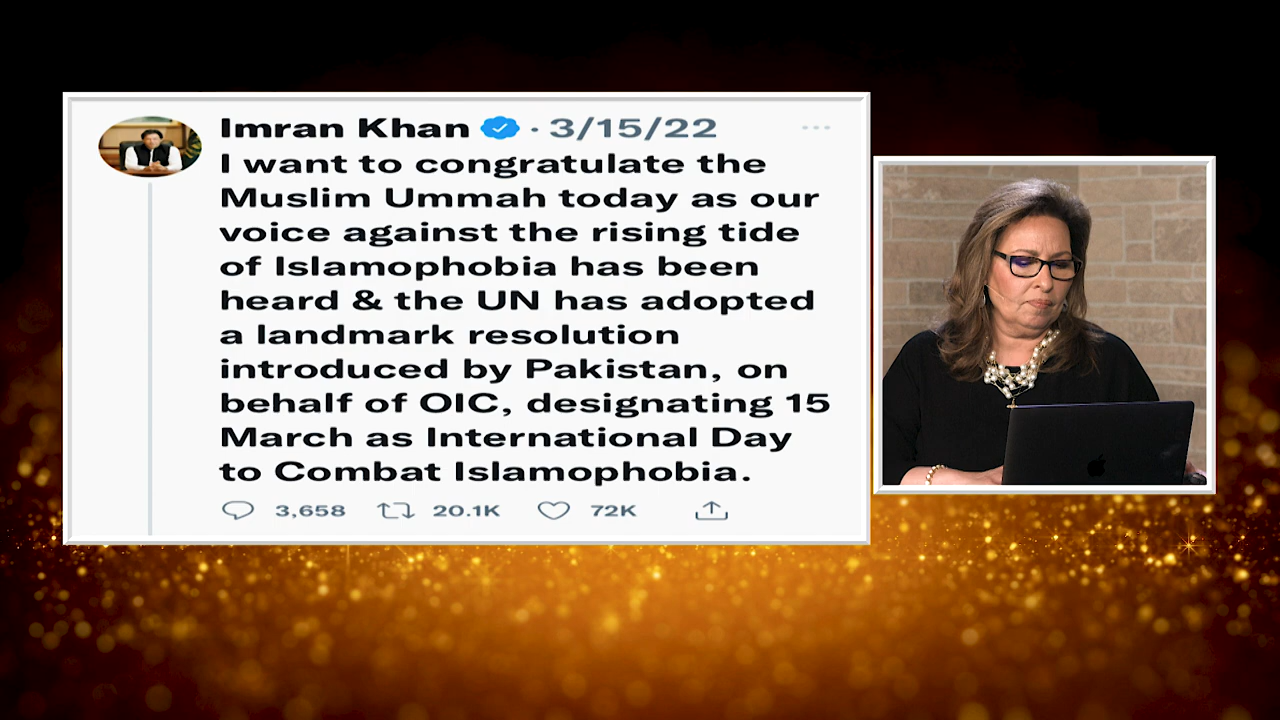 Imran Khan · 3/15/22
I want to congratulate the
Muslim Ummah today as our
voice against the rising tide
of Islamophobia has been
heard & the UN has adopted
a landmark resolution
introduced by Pakistan, on
behalf of OIC, designating 15
March as International Day
to Combat Islamophobia.
3,658 20.1K 72K